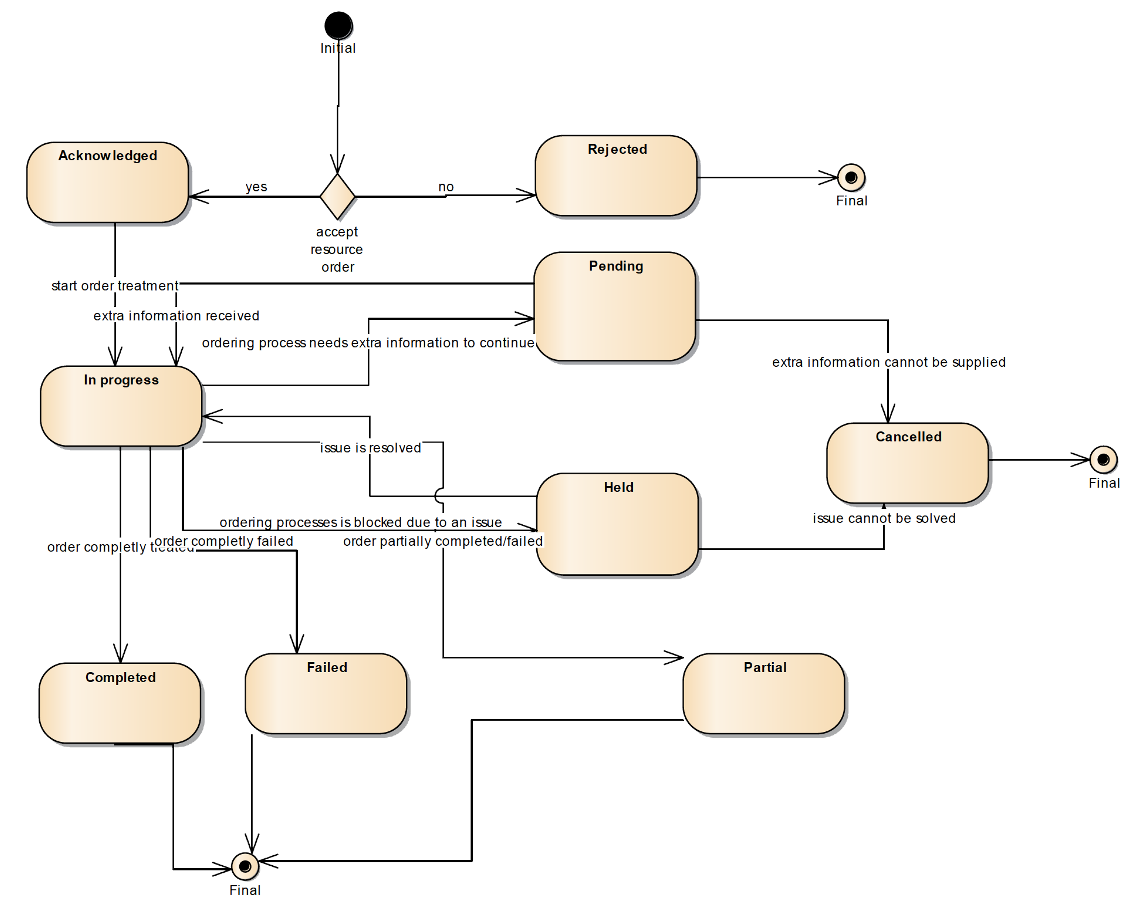 Initial
Acknowledged
Rejected
yes
no
Final
accept
resource
order
Pending
start order treatment
extra information received
ordering process needs extra information to continue
extra information cannot be supplied
In progress
Cancelled
issue is resolved
Final
Held
ordering processes is blocked due to an issue
issue cannot be solved
order completly treated
order completly failed
order partially completed/failed
Completed
Failed
Partial
Final